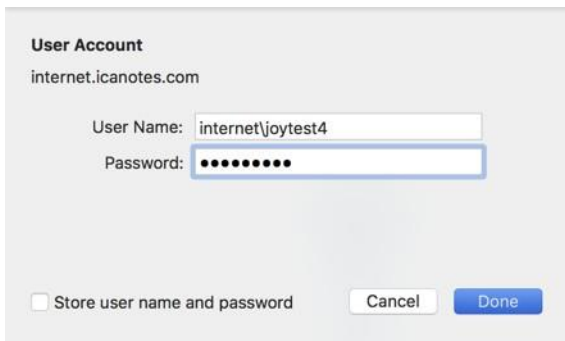 User Account
internet.icanotes.com
User Name: internet\joytest4
Password: •••••••••
Store user name and password Cancel Done